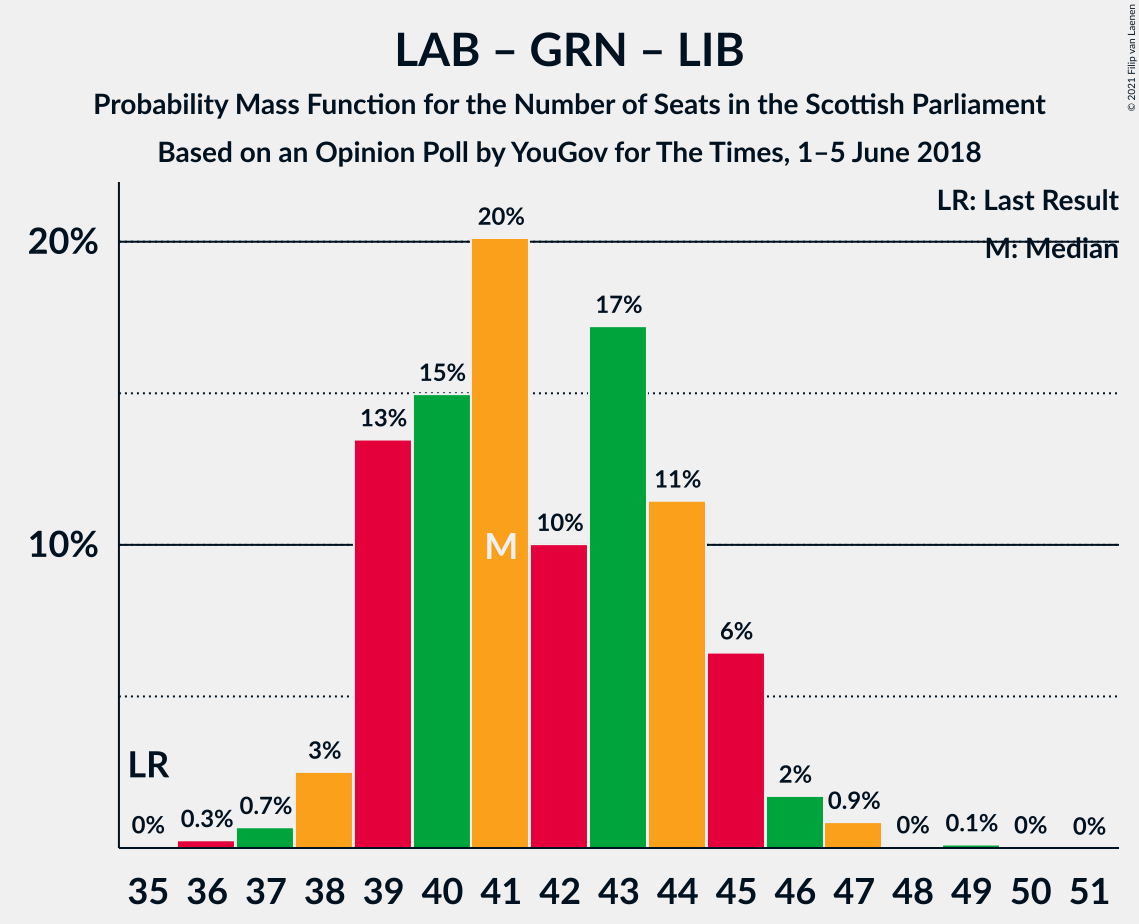 LAB – GRN – LIB
Probability Mass Function for the Number of Seats in the Scottish Parliament
Based on an Opinion Poll by YouGov for The Times, 1–5 June 2018
© 2021 Filip van Laenen
LR: Last Result
M: Median
20%
10%
LR
M
0%
0.3%
0.7%
3%
13%
15%
20%
10%
17%
11%
6%
2%
0.9%
0%
0.1%
0%
0%
35 36 37 38 39 40 41 42 43 44 45 46 47 48 49 50 51